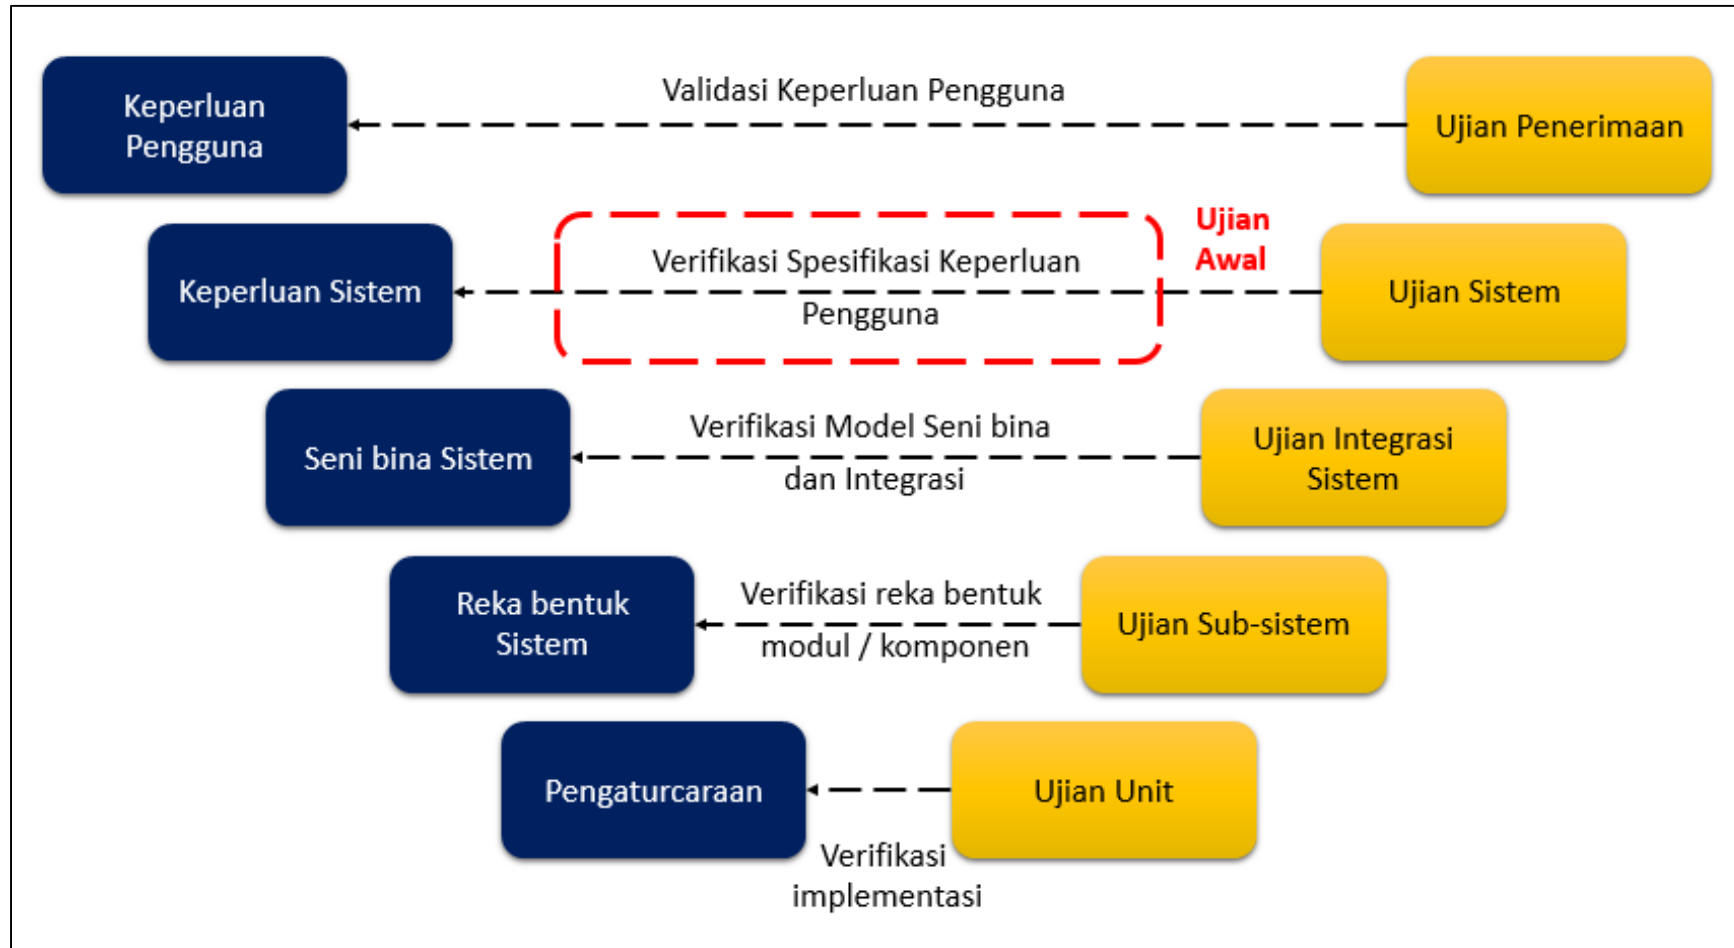 Keperluan
Pengguna
Validasi Keperluan Pengguna
Ujian Penerimaan
Keperluan Sistem
Verifikasi Spesifikasi Keperluan
Pengguna
Ujian
Awal
Ujian Sistem
Seni bina Sistem
Verifikasi Model Seni bina
dan Integrasi
Ujian Integrasi
Sistem
Reka bentuk
Sistem
Verifikasi reka bentuk
modul / komponen
Ujian Sub-sistem
Pengaturcaraan
Verifikasi
implementasi
Ujian Unit